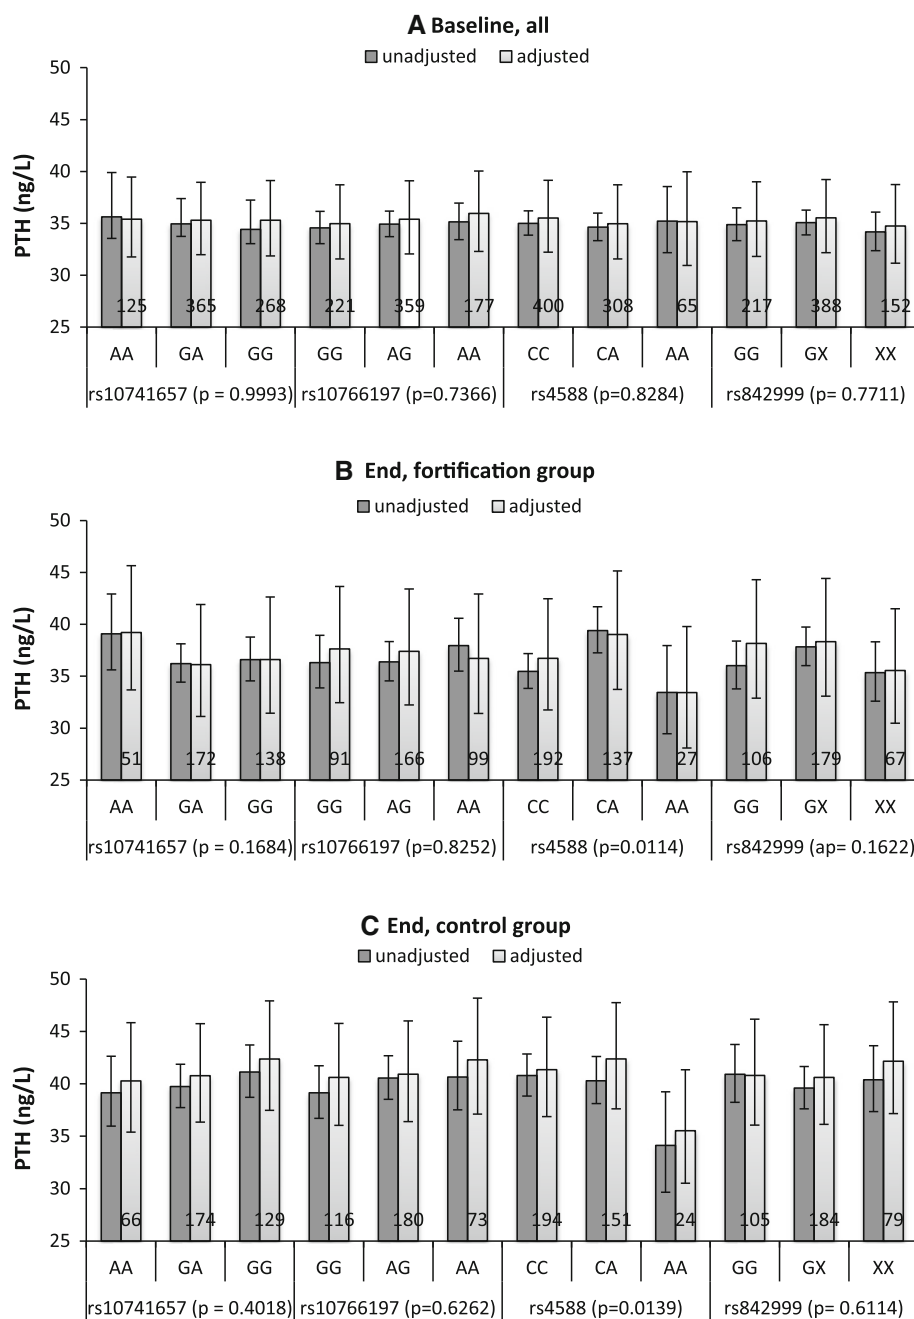 A Baseline, all
unadjusted adjusted
50
45
40
35
30
25
PTH (ng/L)
125 365 268 221 359 177 400 308 65 217 388 152
AA GA GG GG AG AA CC CA AA GG GX XX
rs10741657 (p = 0.9993) rs10766197 (p=0.7366) rs4588 (p=0.8284) rs842999 (p= 0.7711)
B End, fortification group
unadjusted adjusted
50
45
40
35
30
25
PTH (ng/L)
51 172 138 91 166 99 192 137 27 106 179 67
AA GA GG GG AG AA CC CA AA GG GX XX
rs10741657 (p = 0.1684) rs10766197 (p=0.8252) rs4588 (p=0.0114) rs842999 (ap= 0.1622)
C End, control group
unadjusted adjusted
50
45
40
35
30
25
PTH (ng/L)
66 174 129 116 180 73 194 151 24 105 184 79
AA GA GG GG AG AA CC CA AA GG GX XX
rs10741657 (p = 0.4018) rs10766197 (p=0.6262) rs4588 (p=0.0139) rs842999 (p= 0.6114)